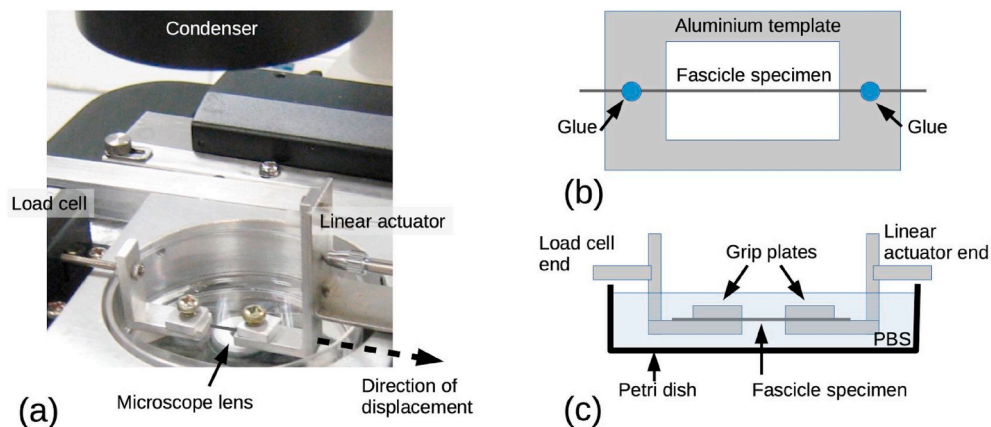 Condenser
Load cell
Linear actuator
Microscope lens
Direction of
displacement
(a)
Aluminium template
Fascicle specimen
Glue
Glue
(b)
Load cell
end
Grip plates
Linear
actuator end
PBS
Petri dish
Fascicle specimen
(c)